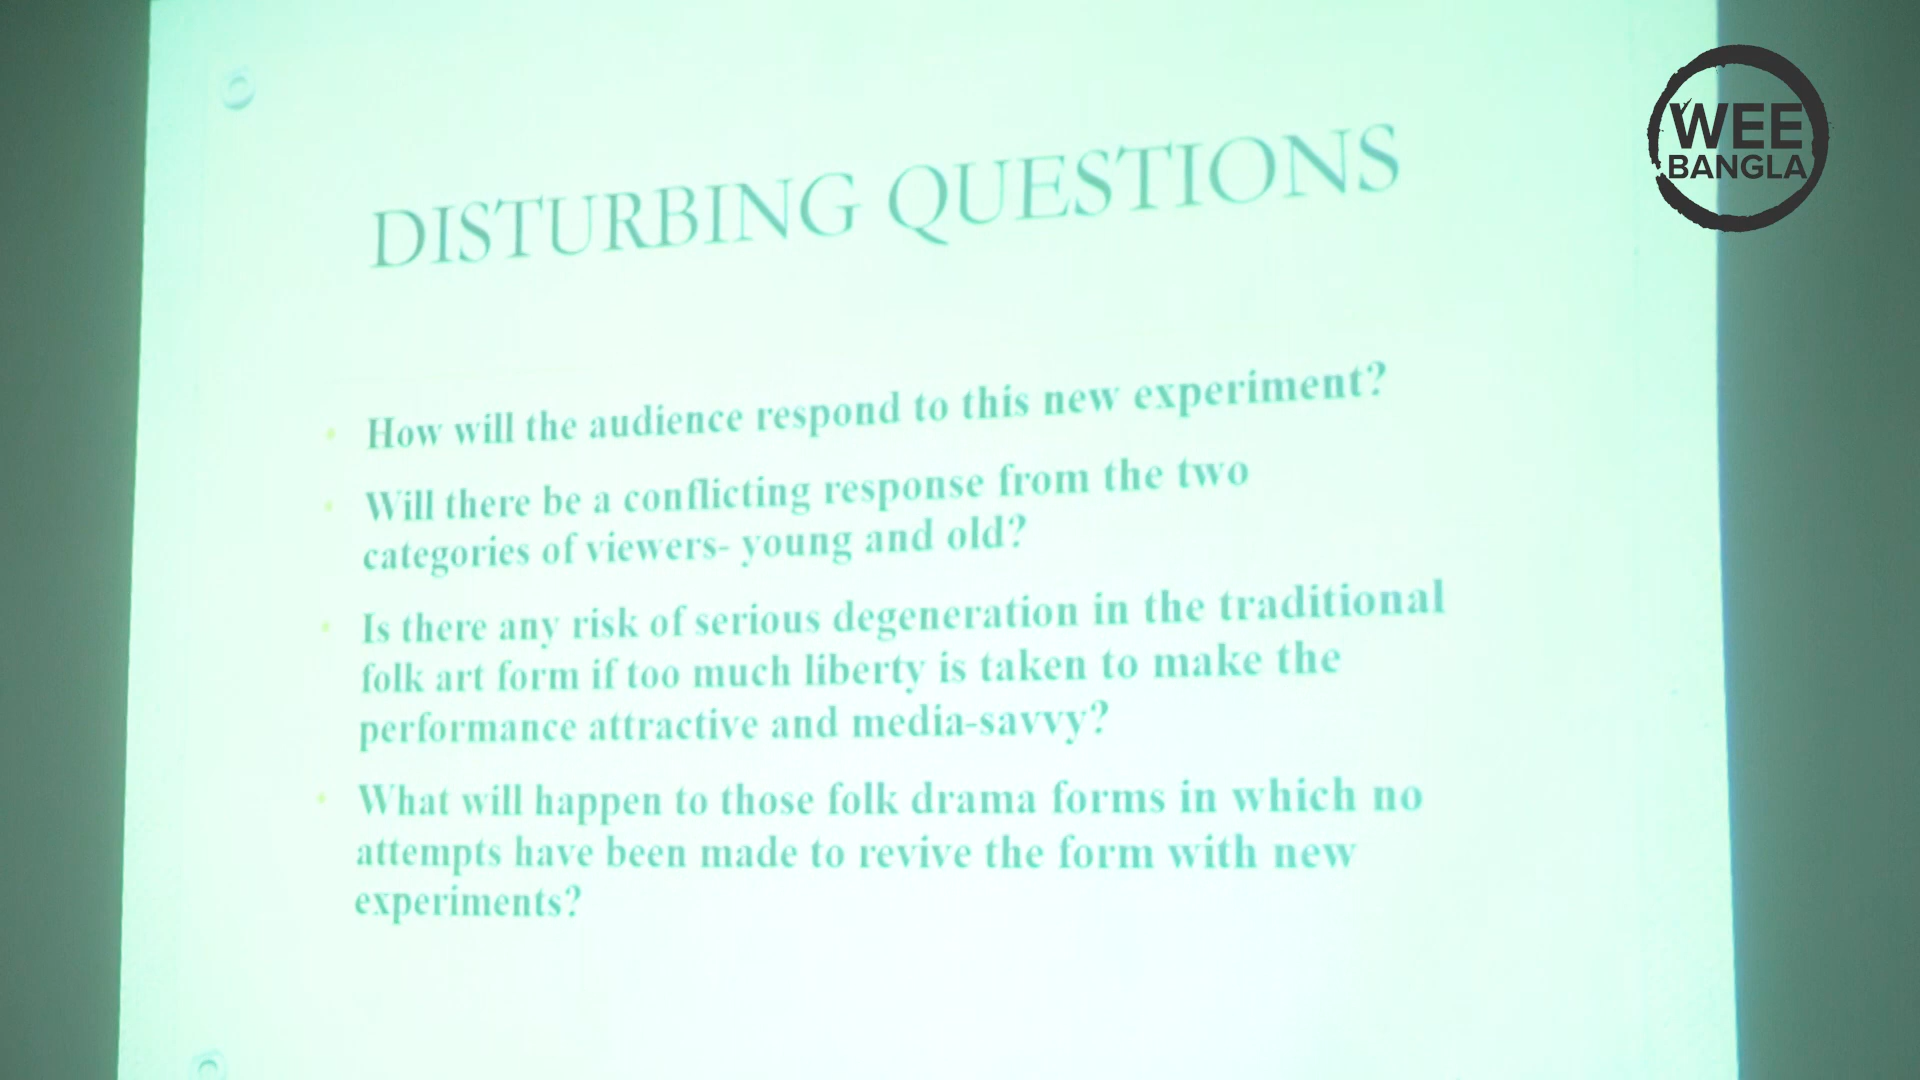 WEE
BANGLA
DISTURBING QUESTIONS
How will the audience respond to this new experiment?
Will there be a conflicting response from the two
categories of viewers- young and old?
Is there any risk of serious degeneration in the traditional
folk art form if too much liberty is taken to make the
performance attractive and media-savvy?
What will happen to those folk drama forms in which no
attempts have been made to revive the form with new
experiments?